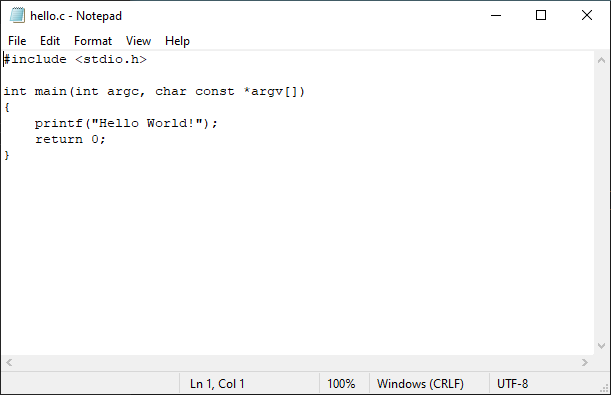 hello.c - Notepad
File Edit Format View Help
#include <stdio.h>

int main(int argc, char const *argv[])
{
    printf("Hello World!");
    return 0;
}
Ln 1, Col 1 100% Windows (CRLF) UTF-8